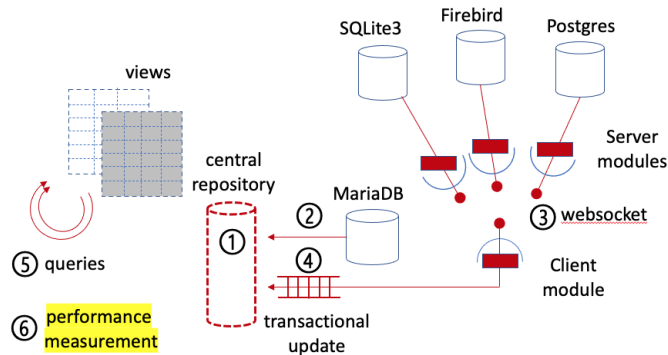 Firebird
SQLite3
Postgres
views
Server
modules
central
repository
MariaDB
② 
③ websocket
①
④
⑤ queries
Client
module
⑥ performance
measurement
transactional
update